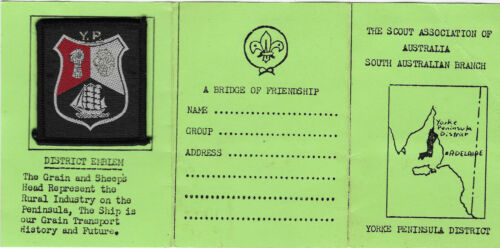 Y.P.
DISTRICT EMBLEM
The Grain and Sheeps
Head Represent the
Rural Industry on the
Peninsula, The Ship is
our Grain Transport
History and Future.
A BRIDGE OF FRIENDSHIP
NAME ....................
GROUP ....................
ADDRESS ....................
THE SCOUT ASSOCIATION OF
AUSTRALIA
SOUTH AUSTRALIAN BRANCH
Yorke
Peninsula
District
ADELAIDE
YORKE PENINSULA DISTRICT